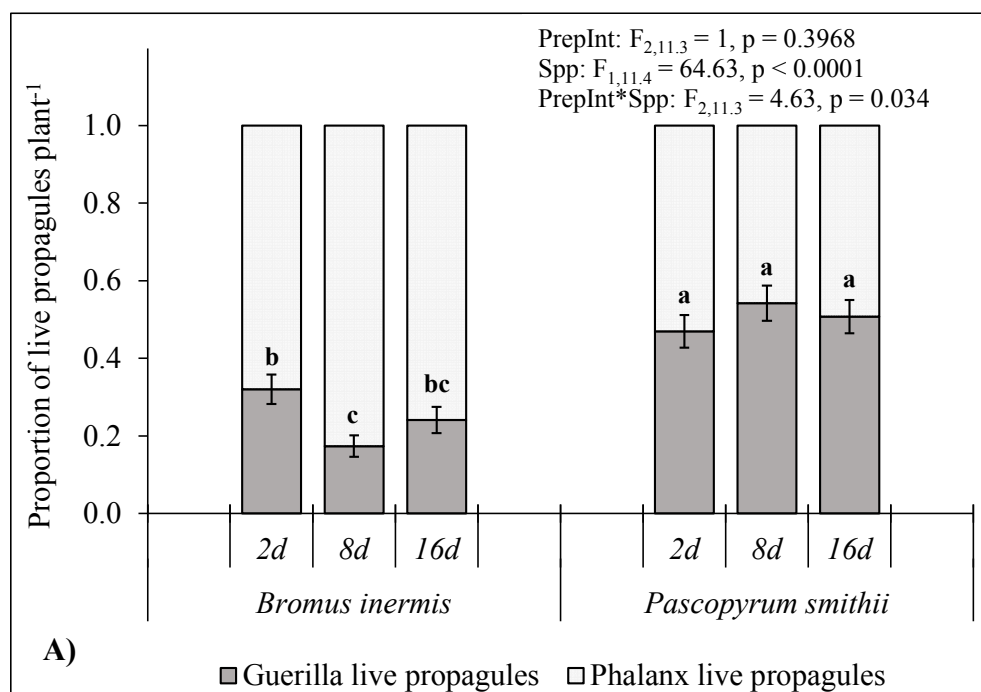 PrepInt: F2,11.3 = 1, p = 0.3968
Spp: F1,11.4 = 64.63, p < 0.0001
PrepInt*Spp: F2,11.3 = 4.63, p = 0.034
Proportion of live propagules plant-1
1.0
0.8
0.6
0.4
0.2
0.0
b
c
bc
a
a
a
2d 8d 16d 2d 8d 16d
Bromus inermis Pascopyrum smithii
A)
Guerilla live propagules Phalanx live propagules